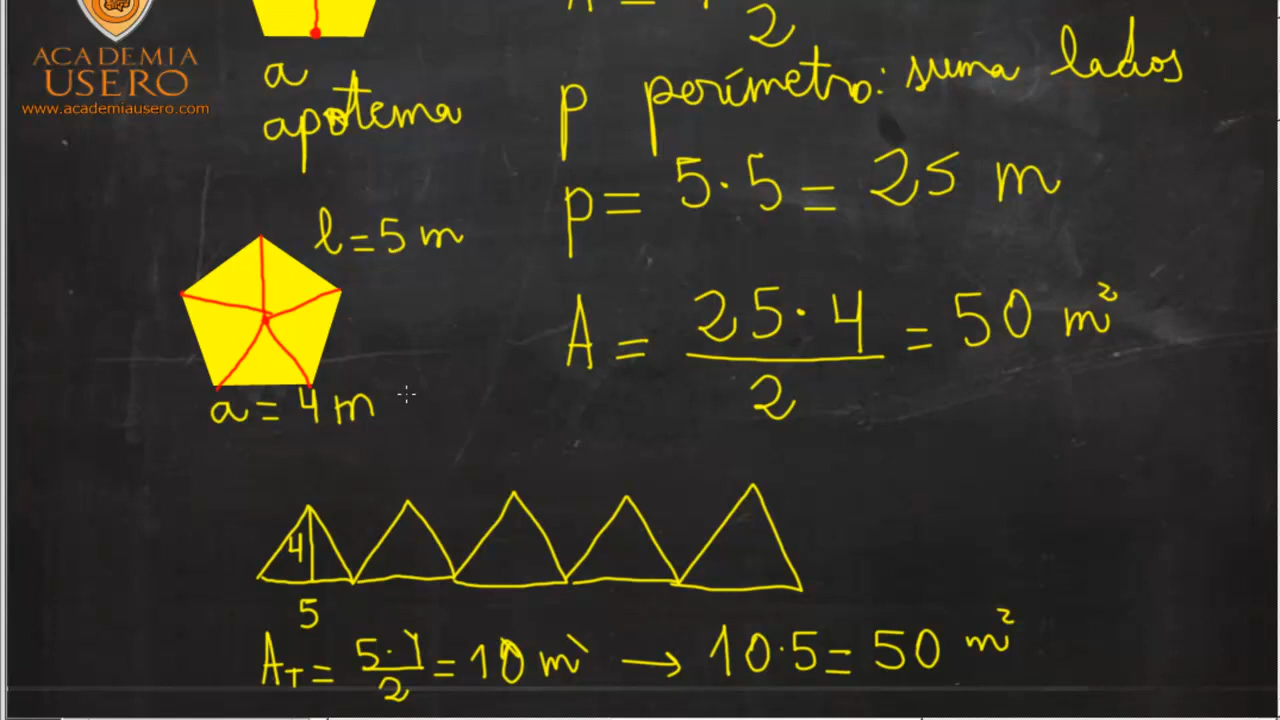 ACADEMIA
USERO
www.academiausero.com
a
apotema
2
p perímetro: suma lados
p = 5·5 = 25 m
l = 5 m
A = 25·4 / 2 = 50 m²
a = 4 m
4
5
A_T = 5·4 / 2 = 10 m² → 10·5 = 50 m²